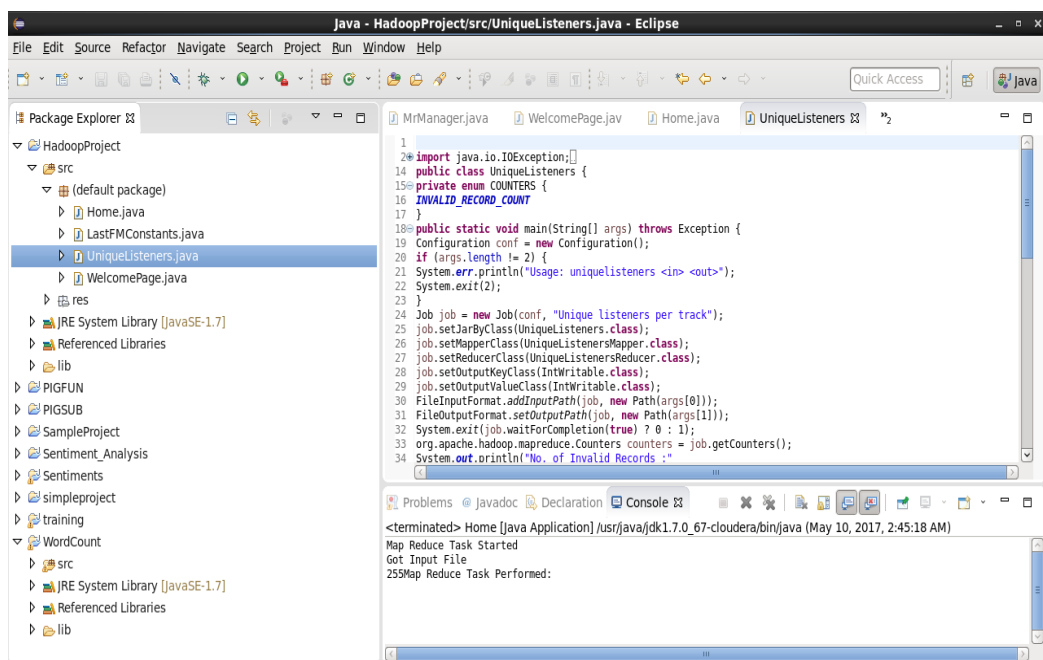 Java - HadoopProject/src/UniqueListeners.java - Eclipse
File Edit Source Refactor Navigate Search Project Run Window Help
Quick Access
Java
Package Explorer
HadoopProject
src
(default package)
Home.java
LastFMConstants.java
UniqueListeners.java
WelcomePage.java
res
JRE System Library [JavaSE-1.7]
Referenced Libraries
lib
PIGFUN
PIGSUB
SampleProject
Sentiment_Analysis
Sentiments
simpleproject
training
WordCount
src
JRE System Library [JavaSE-1.7]
Referenced Libraries
lib
MrManager.java WelcomePage.jav Home.java UniqueListeners »2
1
2 import java.io.IOException;
14 public class UniqueListeners {
15 private enum COUNTERS {
16 INVALID_RECORD_COUNT
17 }
18 public static void main(String[] args) throws Exception {
19 Configuration conf = new Configuration();
20 if (args.length != 2) {
21 System.err.println("Usage: uniquelisteners <in> <out>");
22 System.exit(2);
23 }
24 Job job = new Job(conf, "Unique listeners per track");
25 job.setJarByClass(UniqueListeners.class);
26 job.setMapperClass(UniqueListenersMapper.class);
27 job.setReducerClass(UniqueListenersReducer.class);
28 job.setOutputKeyClass(IntWritable.class);
29 job.setOutputValueClass(IntWritable.class);
30 FileInputFormat.addInputPath(job, new Path(args[0]));
31 FileOutputFormat.setOutputPath(job, new Path(args[1]));
32 System.exit(job.waitForCompletion(true) ? 0 : 1);
33 org.apache.hadoop.mapreduce.Counters counters = job.getCounters();
34 System.out.println("No. of Invalid Records :"
Problems @ Javadoc Declaration Console
<terminated> Home [Java Application] /usr/java/jdk1.7.0_67-cloudera/bin/java (May 10, 2017, 2:45:18 AM)
Map Reduce Task Started
Got Input File
255Map Reduce Task Performed: